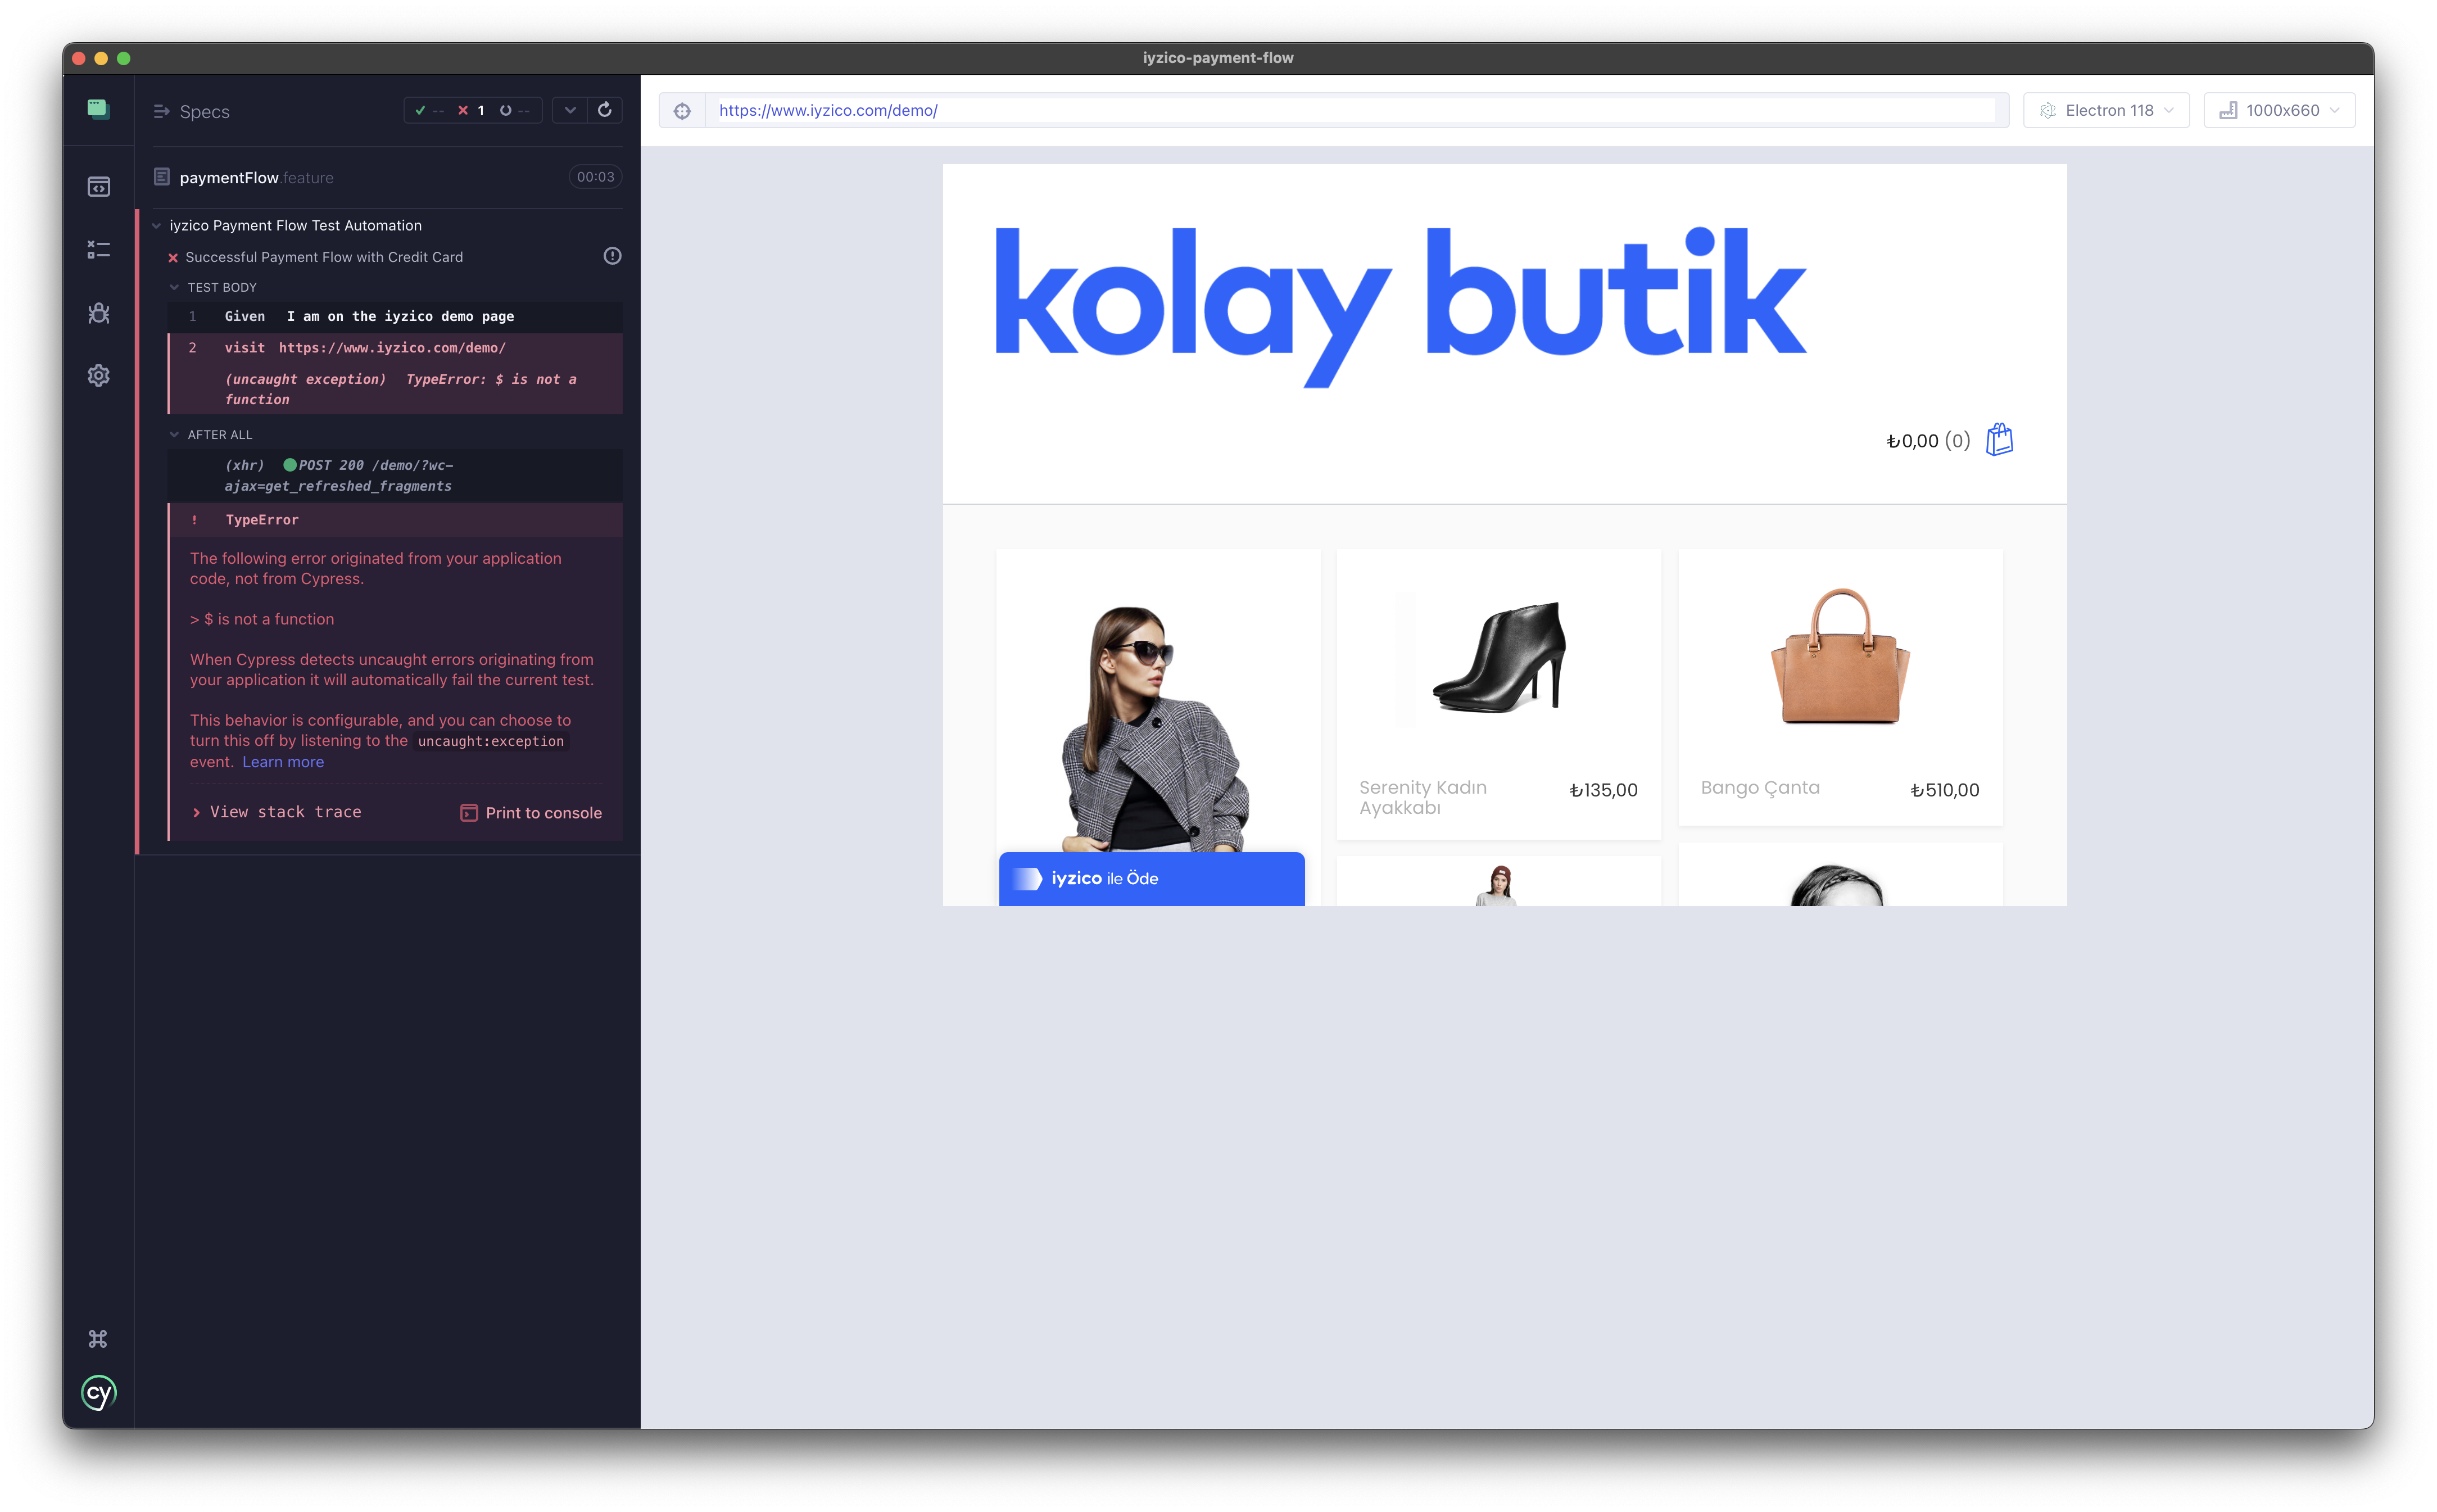 iyzico-payment-flow
Specs
-- 1 --
https://www.iyzico.com/demo/
Electron 118
1000x660
paymentFlow.feature
00:03
iyzico Payment Flow Test Automation
Successful Payment Flow with Credit Card
TEST BODY
1 Given I am on the iyzico demo page
2 visit https://www.iyzico.com/demo/
(uncaught exception) TypeError: $ is not a
function
AFTER ALL
(xhr) POST 200 /demo/?wc-
ajax=get_refreshed_fragments
! TypeError
The following error originated from your application
code, not from Cypress.
> $ is not a function
When Cypress detects uncaught errors originating from
your application it will automatically fail the current test.
This behavior is configurable, and you can choose to
turn this off by listening to the uncaught:exception
event. Learn more
> View stack trace
Print to console
cy
kolay butik
₺0,00 (0)
Serenity Kadın
Ayakkabı
₺135,00
Bango Çanta
₺510,00
iyzico ile Öde